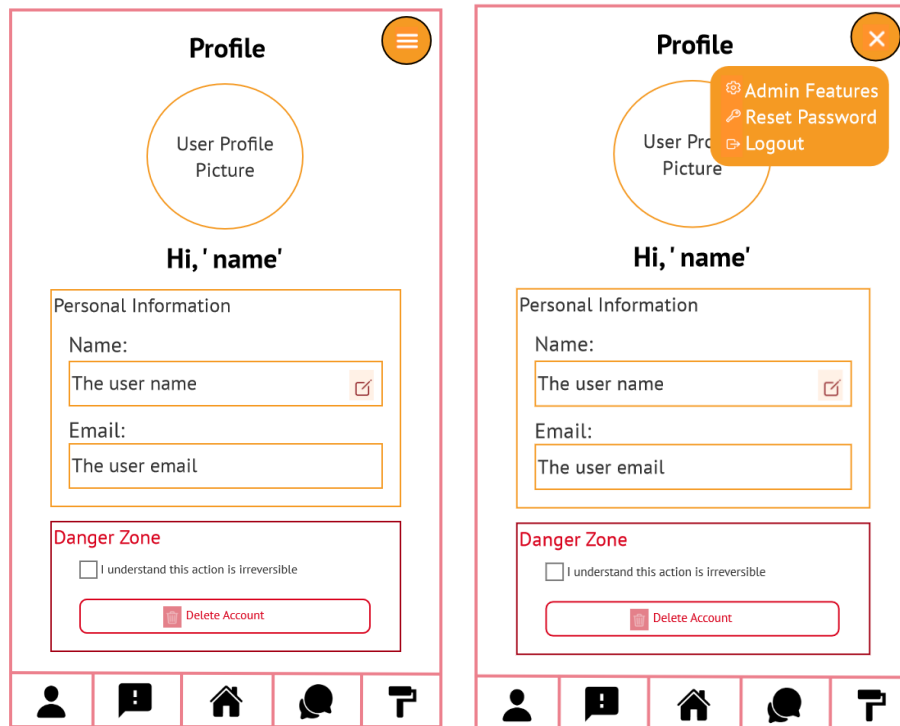 Profile
User Profile
Picture
Hi, ' name'
Personal Information
Name:
The user name
Email:
The user email
Danger Zone
I understand this action is irreversible
Delete Account
Profile
Admin Features
Reset Password
Logout
User Pro
Picture
Hi, ' name'
Personal Information
Name:
The user name
Email:
The user email
Danger Zone
I understand this action is irreversible
Delete Account